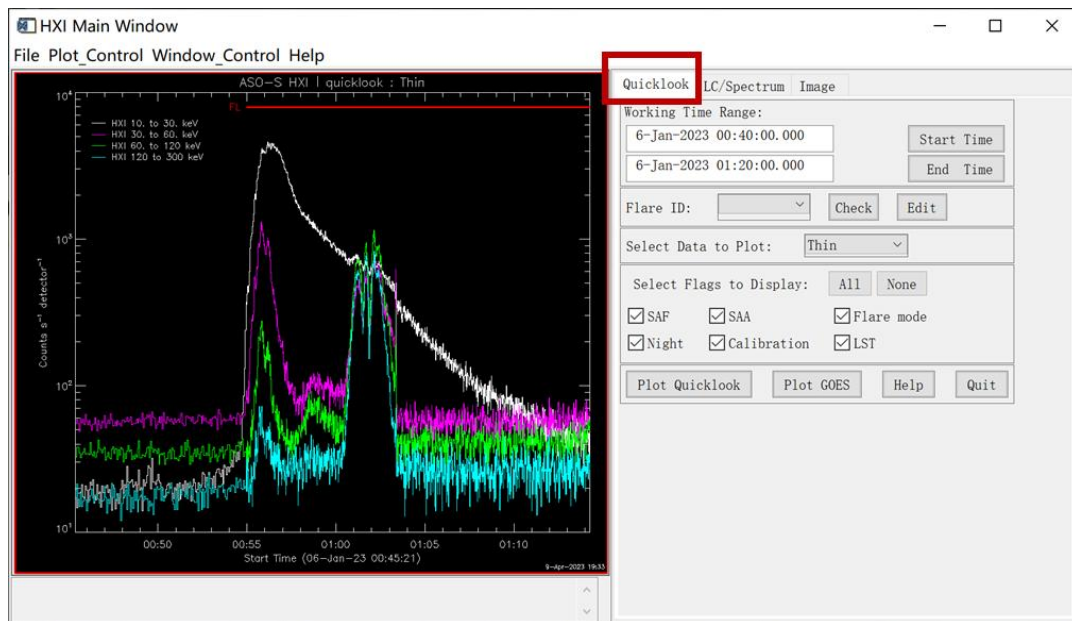 HXI Main Window
File Plot_Control Window_Control Help
ASO-S HXI | quicklook : Thin
FL
HXI 10. to 30. keV
HXI 30. to 60. keV
HXI 60. to 120 keV
HXI 120 to 300 keV
10⁴
10³
10²
10¹
Counts s⁻¹ detector⁻¹
00:50 00:55 01:00 01:05 01:10
Start Time (06-Jan-23 00:45:21)
9-Apr-2023 19:33
Quicklook LC/Spectrum Image
Working Time Range:
6-Jan-2023 00:40:00.000 Start Time
6-Jan-2023 01:20:00.000 End Time
Flare ID: Check Edit
Select Data to Plot: Thin
Select Flags to Display: All None
SAF SAA Flare mode
Night Calibration LST
Plot Quicklook Plot GOES Help Quit